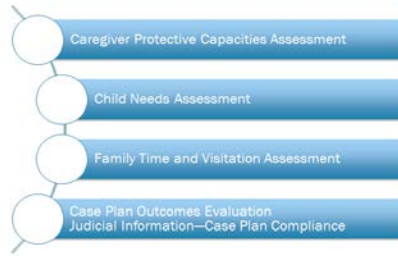 Caregiver Protective Capacities Assessment
Child Needs Assessment
Family Time and Visitation Assessment
Case Plan Outcomes Evaluation
Judicial Information—Case Plan Compliance